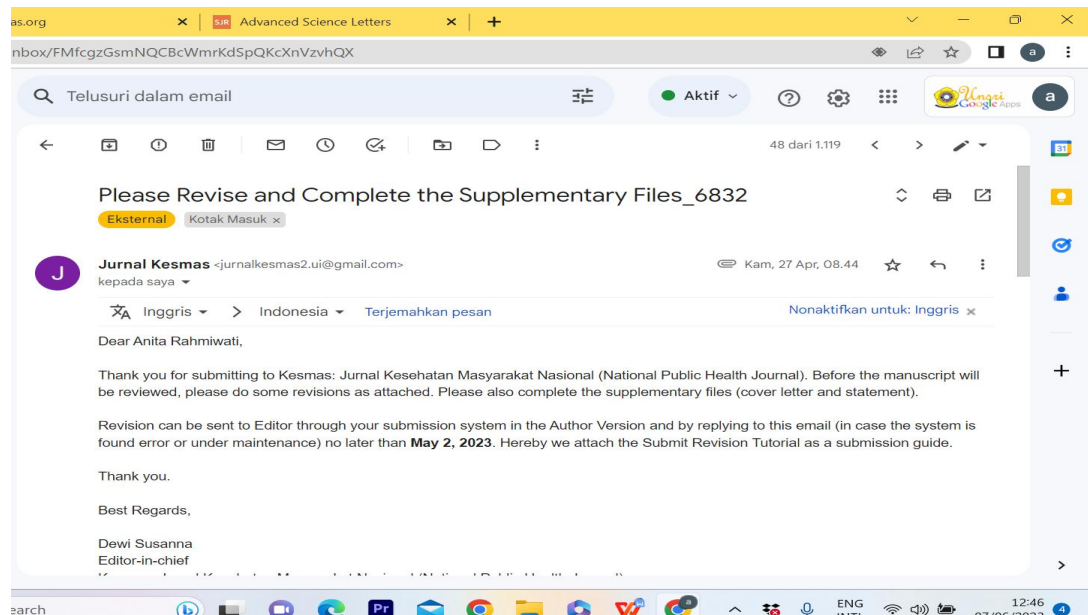 as.org
SJR Advanced Science Letters
nbox/FMfcgzGsmNQCBcWmrKdSpQKcXnVzvhQX
a
Telusuri dalam email
Aktif
Unsri
Google Apps
a
48 dari 1.119
31
Please Revise and Complete the Supplementary Files_6832
Eksternal Kotak Masuk x
J
Jurnal Kesmas <jurnalkesmas2.ui@gmail.com>
Kam, 27 Apr, 08.44
kepada saya
Inggris > Indonesia Terjemahkan pesan
Nonaktifkan untuk: Inggris x
Dear Anita Rahmiwati,
Thank you for submitting to Kesmas: Jurnal Kesehatan Masyarakat Nasional (National Public Health Journal). Before the manuscript will
be reviewed, please do some revisions as attached. Please also complete the supplementary files (cover letter and statement).
Revision can be sent to Editor through your submission system in the Author Version and by replying to this email (in case the system is
found error or under maintenance) no later than May 2, 2023. Hereby we attach the Submit Revision Tutorial as a submission guide.
Thank you.
Best Regards,
Dewi Susanna
Editor-in-chief
earch
Pr
ENG
12:46
4